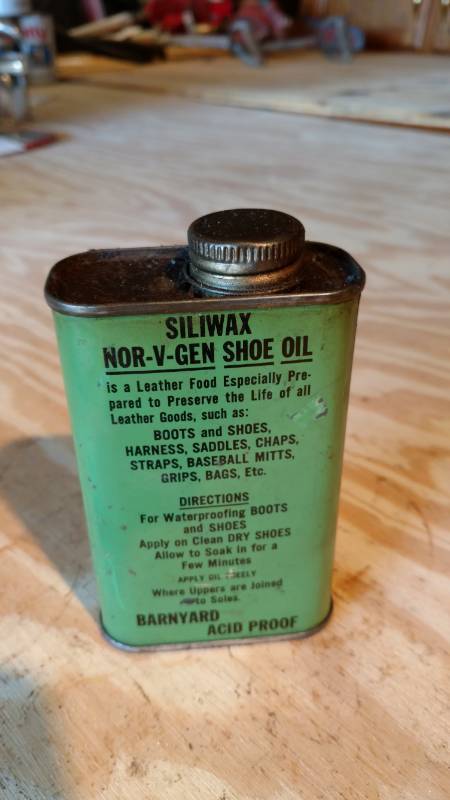 SILIWAX
NOR-V-GEN SHOE OIL
is a Leather Food Especially Pre-
pared to Preserve the Life of all
Leather Goods, such as:
BOOTS and SHOES,
HARNESS, SADDLES, CHAPS,
STRAPS, BASEBALL MITTS,
GRIPS, BAGS, Etc.
DIRECTIONS
For Waterproofing BOOTS
and SHOES
Apply on Clean DRY SHOES
Allow to Soak in for a
Few Minutes
APPLY OIL FREELY
Where Uppers are Joined
to Soles.
BARNYARD
ACID PROOF